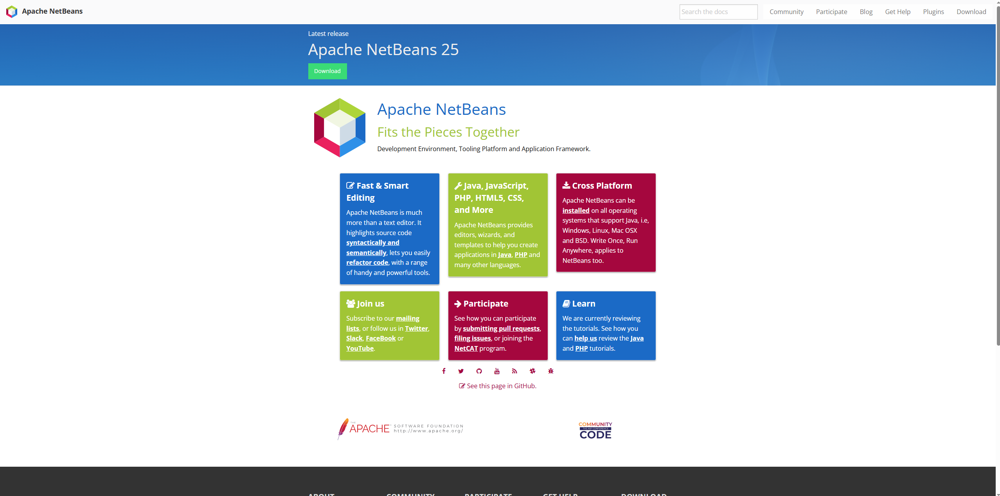 Apache NetBeans
Search the docs
Community
Participate
Blog
Get Help
Plugins
Download
Latest release
Apache NetBeans 25
Download
Apache NetBeans
Fits the Pieces Together
Development Environment, Tooling Platform and Application Framework.
Fast & Smart
Editing
Apache NetBeans is much
more than a text editor. It
highlights source code
syntactically and
semantically, lets you easily
refactor code, with a range
of handy and powerful tools.
Java, JavaScript,
PHP, HTML5, CSS,
and More
Apache NetBeans provides
editors, wizards, and
templates to help you create
applications in Java, PHP and
many other languages.
Cross Platform
Apache NetBeans can be
installed on all operating
systems that support Java, i.e,
Windows, Linux, Mac OSX
and BSD. Write Once, Run
Anywhere, applies to
NetBeans too.
Join us
Subscribe to our mailing
lists, or follow us in Twitter,
Slack, FaceBook or
YouTube.
Participate
See how you can participate
by submitting pull requests,
filing issues, or joining the
NetCAT program.
Learn
We are currently reviewing
the tutorials. See how you
can help us review the Java
and PHP tutorials.
You
Tube
See this page in GitHub.
THE
APACHE
SOFTWARE FOUNDATION
http://www.apache.org/
COMMUNITY
THE ASF CONFERENCE
CODE
ABOUT
COMMUNITY
PARTICIPATE
GET HELP
DOWNLOAD